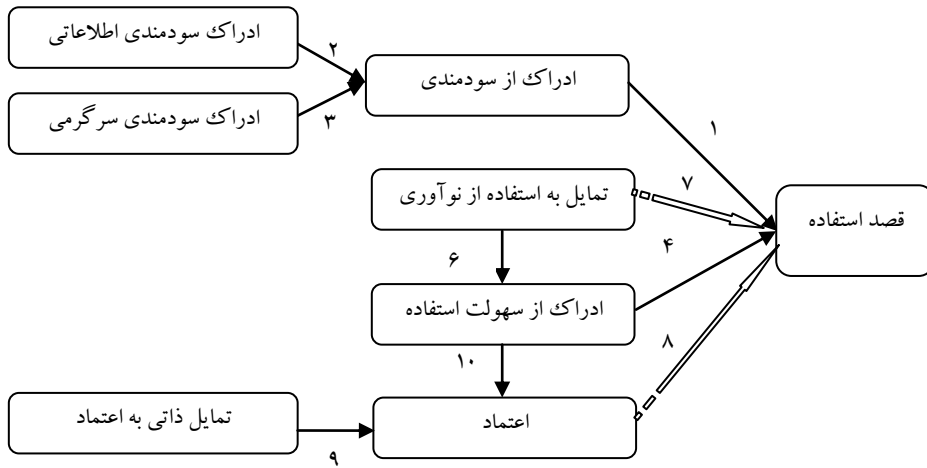 ادراک سودمندی اطلاعاتی
۲
ادراک از سودمندی
ادراک سودمندی سرگرمی
۳
۱
تمایل به استفاده از نوآوری
۷
قصد استفاده
۶
۴
ادراک از سهولت استفاده
۱۰
۸
تمایل ذاتی به اعتماد
اعتماد
۹